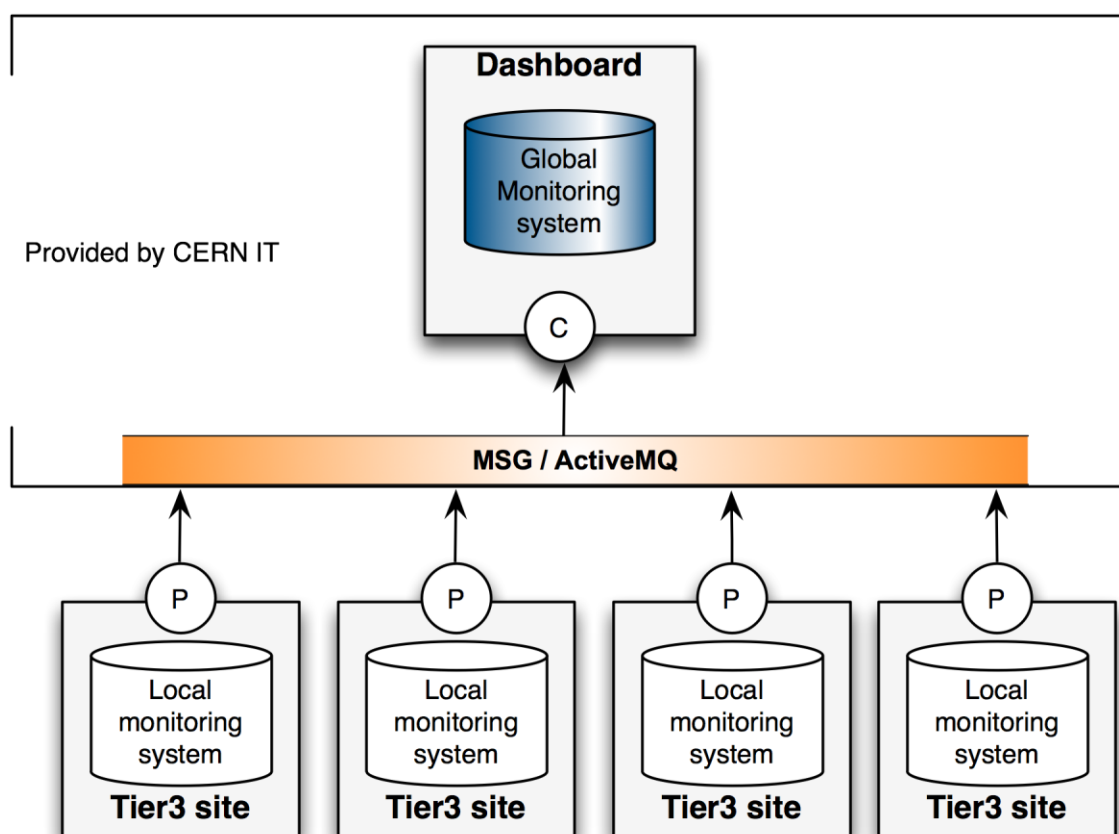 Dashboard
Global
Monitoring
system
Provided by CERN IT
C
MSG / ActiveMQ
P
P
P
P
Local
monitoring
system
Local
monitoring
system
Local
monitoring
system
Local
monitoring
system
Tier3 site
Tier3 site
Tier3 site
Tier3 site